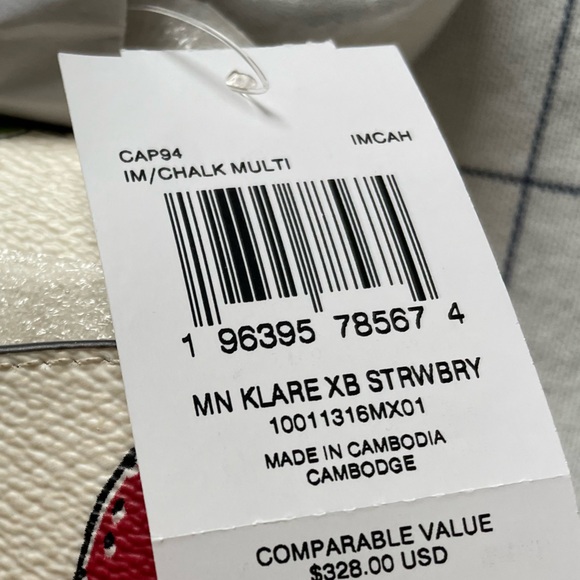 CAP94 IMCAH
IM/CHALK MULTI
1 96395 78567 4
MN KLARE XB STRWBRY
10011316MX01
MADE IN CAMBODIA
CAMBODGE
COMPARABLE VALUE
$328.00 USD